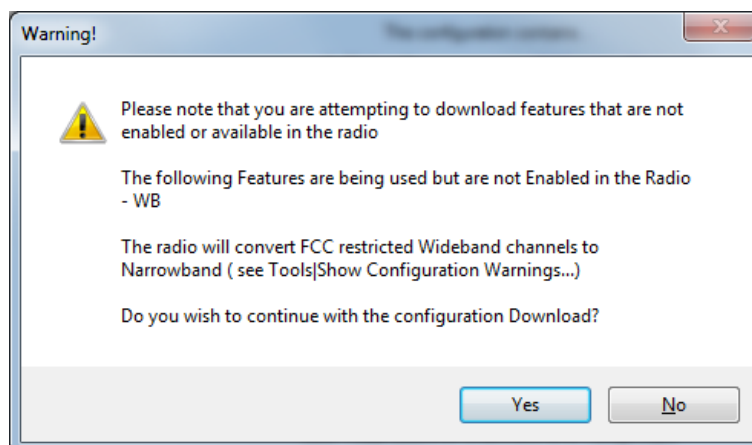 Warning!
The configuration contains...
Please note that you are attempting to download features that are not
enabled or available in the radio
The following Features are being used but are not Enabled in the Radio
- WB
The radio will convert FCC restricted Wideband channels to
Narrowband ( see Tools|Show Configuration Warnings...)
Do you wish to continue with the configuration Download?
Yes
No